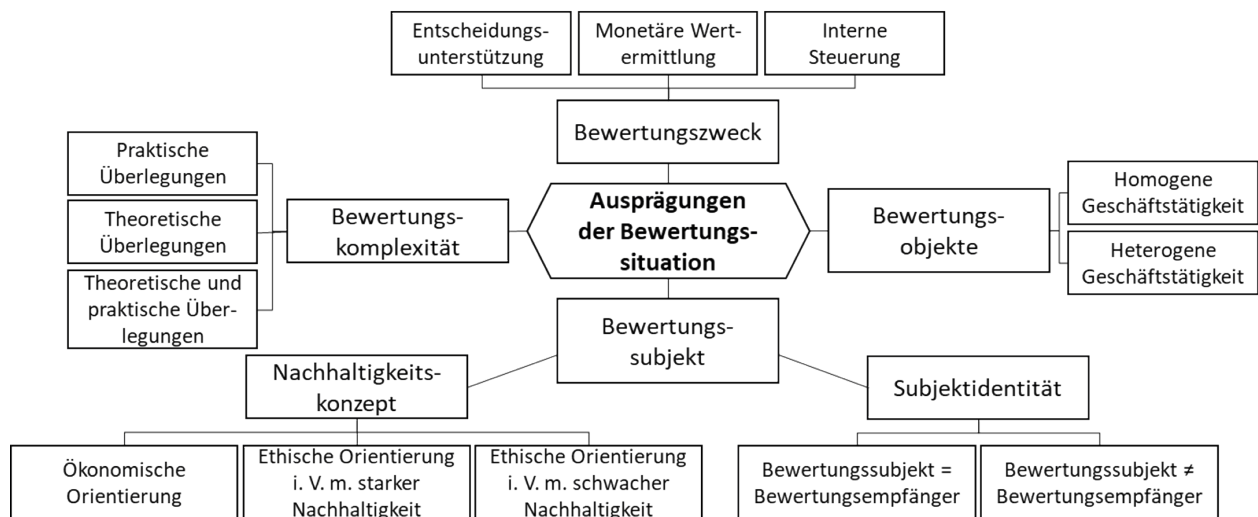 Entscheidungs-
unterstützung
Monetäre Wert-
ermittlung
Interne
Steuerung
Bewertungszweck
Praktische
Überlegungen
Theoretische
Überlegungen
Theoretische und
praktische Über-
legungen
Bewertungs-
komplexität
Ausprägungen
der Bewertungs-
situation
Bewertungs-
objekte
Homogene
Geschäftstätigkeit
Heterogene
Geschäftstätigkeit
Bewertungs-
subjekt
Nachhaltigkeits-
konzept
Subjektidentität
Ökonomische
Orientierung
Ethische Orientierung
i. V. m. starker
Nachhaltigkeit
Ethische Orientierung
i. V. m. schwacher
Nachhaltigkeit
Bewertungssubjekt =
Bewertungsempfänger
Bewertungssubjekt ≠
Bewertungsempfänger